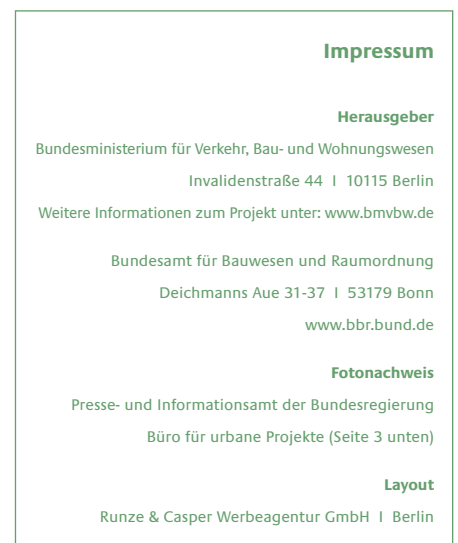 Impressum
Herausgeber
Bundesministerium für Verkehr, Bau- und Wohnungswesen
Invalidenstraße 44 I 10115 Berlin
Weitere Informationen zum Projekt unter: www.bmvbw.de
Bundesamt für Bauwesen und Raumordnung
Deichmanns Aue 31-37 I 53179 Bonn
www.bbr.bund.de
Fotonachweis
Presse- und Informationsamt der Bundesregierung
Büro für urbane Projekte (Seite 3 unten)
Layout
Runze & Casper Werbeagentur GmbH I Berlin